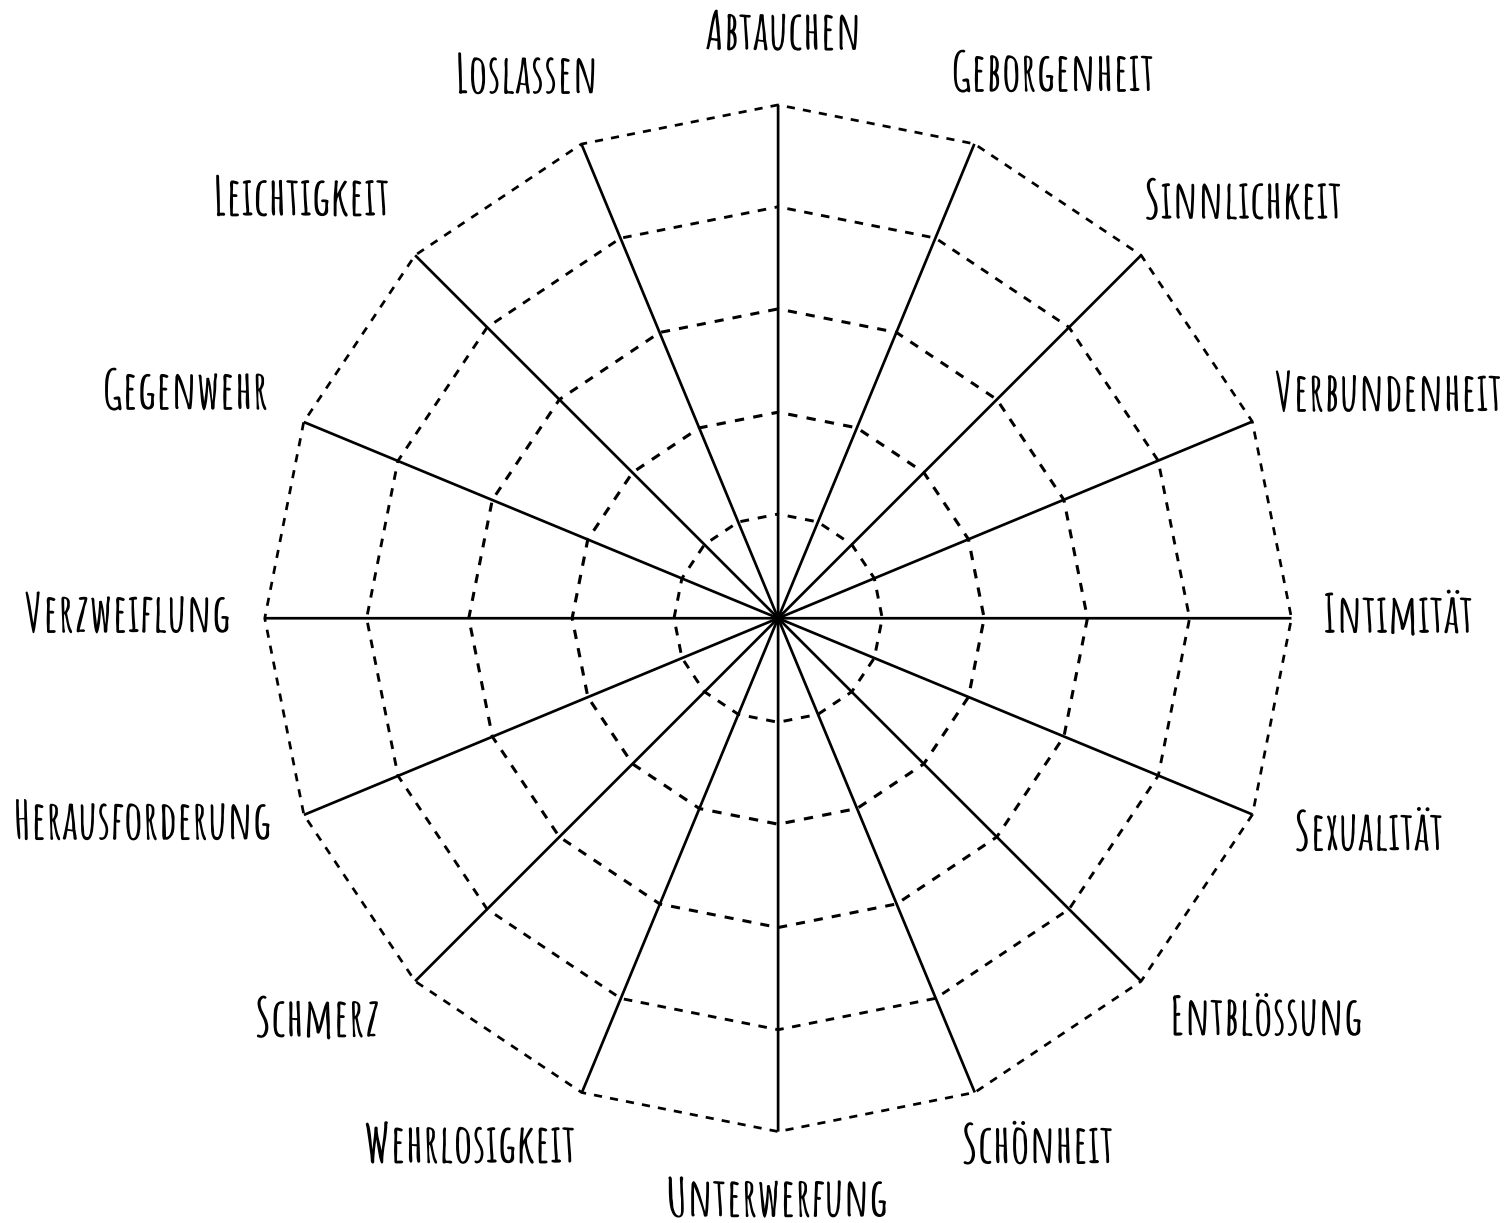 Abtauchen
Loslassen
Geborgenheit
Leichtigkeit
Sinnlichkeit
Gegenwehr
Verbundenheit
Verzweiflung
Intimität
Herausforderung
Sexualität
Schmerz
Entblössung
Wehrlosigkeit
Schönheit
Unterwerfung